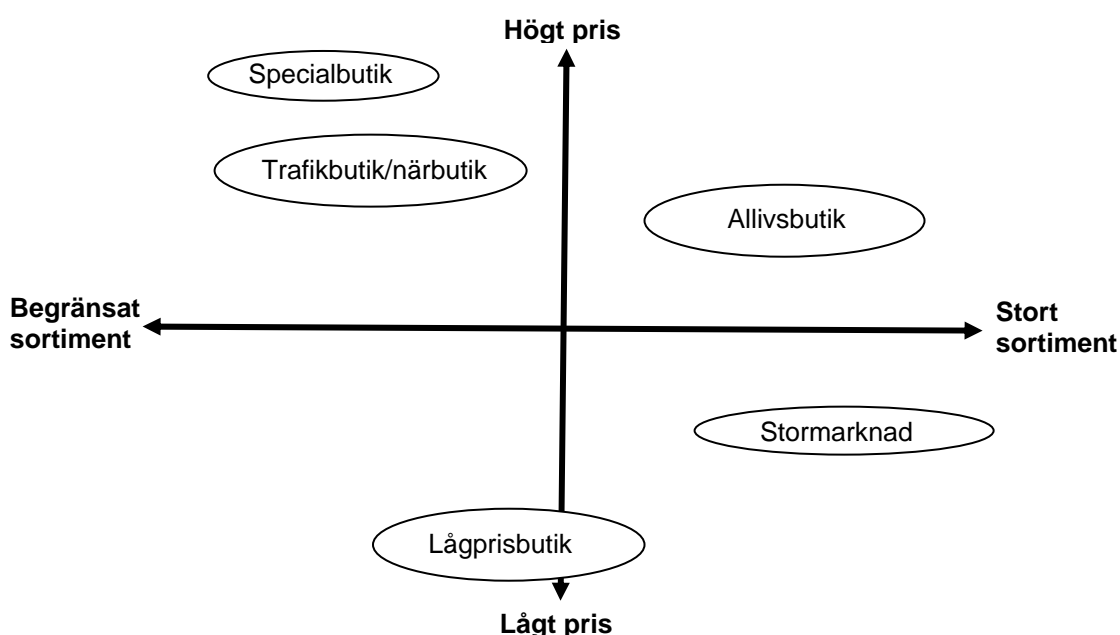 Högt pris
Specialbutik
Trafikbutik/närbutik
Allivsbutik
Begränsat
sortiment
Stort
sortiment
Stormarknad
Lågprisbutik
Lågt pris